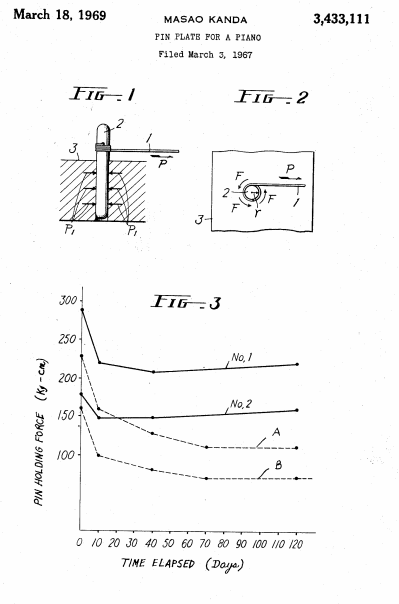 March 18, 1969
MASAO KANDA
3,433,111
PIN PLATE FOR A PIANO
Filed March 3, 1967
FIG-1
2
3
1
P
P1
P1
FIG-2
P
F
2
F
F
r
1
3
FIG-3
300
250
200
150
100
PIN HOLDING FORCE (Kg-cm)
No,1
No,2
A
B
0 10 20 30 40 50 60 70 80 90 100 110 120
TIME ELAPSED (Days)